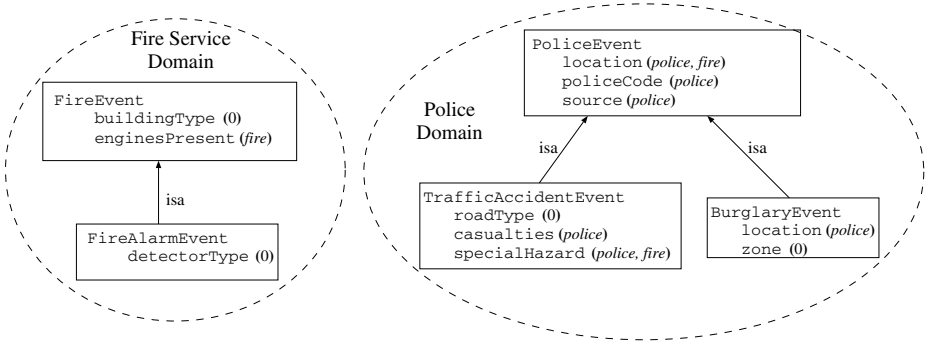 Fire Service
Domain
FireEvent
buildingType (0)
enginesPresent (fire)
isa
FireAlarmEvent
detectorType (0)
Police
Domain
PoliceEvent
location (police, fire)
policeCode (police)
source (police)
isa
isa
TrafficAccidentEvent
roadType (0)
casualties (police)
specialHazard (police, fire)
BurglaryEvent
location (police)
zone (0)